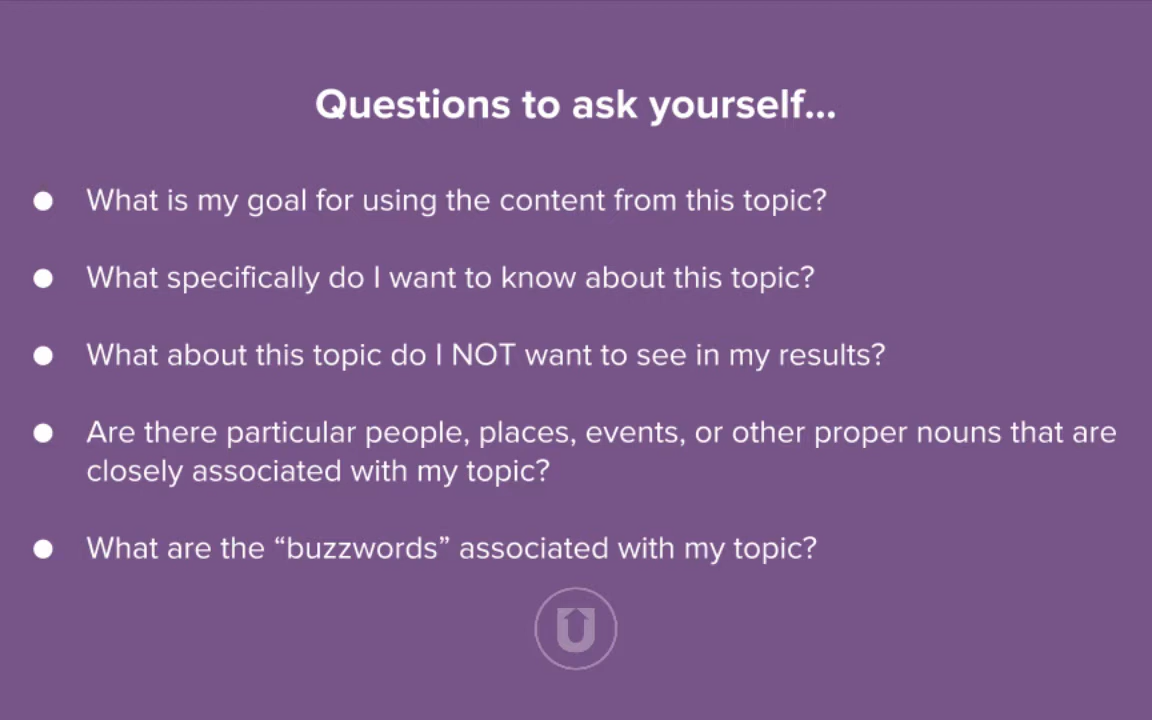 Questions to ask yourself...
● What is my goal for using the content from this topic?
● What specifically do I want to know about this topic?
● What about this topic do I NOT want to see in my results?
● Are there particular people, places, events, or other proper nouns that are
closely associated with my topic?
● What are the “buzzwords” associated with my topic?
U